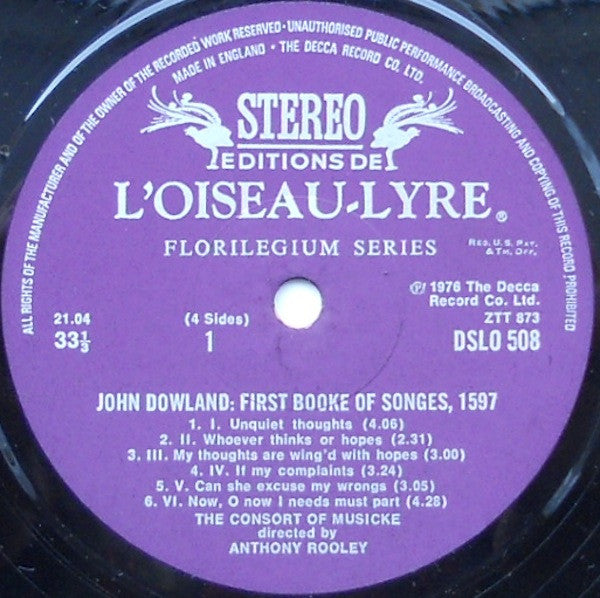 ALL RIGHTS OF THE MANUFACTURER AND OF THE OWNER OF THE RECORDED WORK RESERVED · UNAUTHORISED PUBLIC PERFORMANCE BROADCASTING AND COPYING OF THIS RECORD PROHIBITED
MADE IN ENGLAND · THE DECCA RECORD CO. LTD.
STEREO
EDITIONS DE
L'OISEAU-LYRE®
FLORILEGIUM SERIES
REG. U.S. PAT.
& TM. OFF.
℗ 1976 The Decca
Record Co. Ltd.
21.04
(4 Sides)
ZTT 873
33⅓
1
DSLO 508
JOHN DOWLAND: FIRST BOOKE OF SONGES, 1597
1. I. Unquiet thoughts (4.06)
2. II. Whoever thinks or hopes (2.31)
3. III. My thoughts are wing'd with hopes (3.00)
4. IV. If my complaints (3.24)
5. V. Can she excuse my wrongs (3.05)
6. VI. Now, O now I needs must part (4.28)
THE CONSORT OF MUSICKE
directed by
ANTHONY ROOLEY